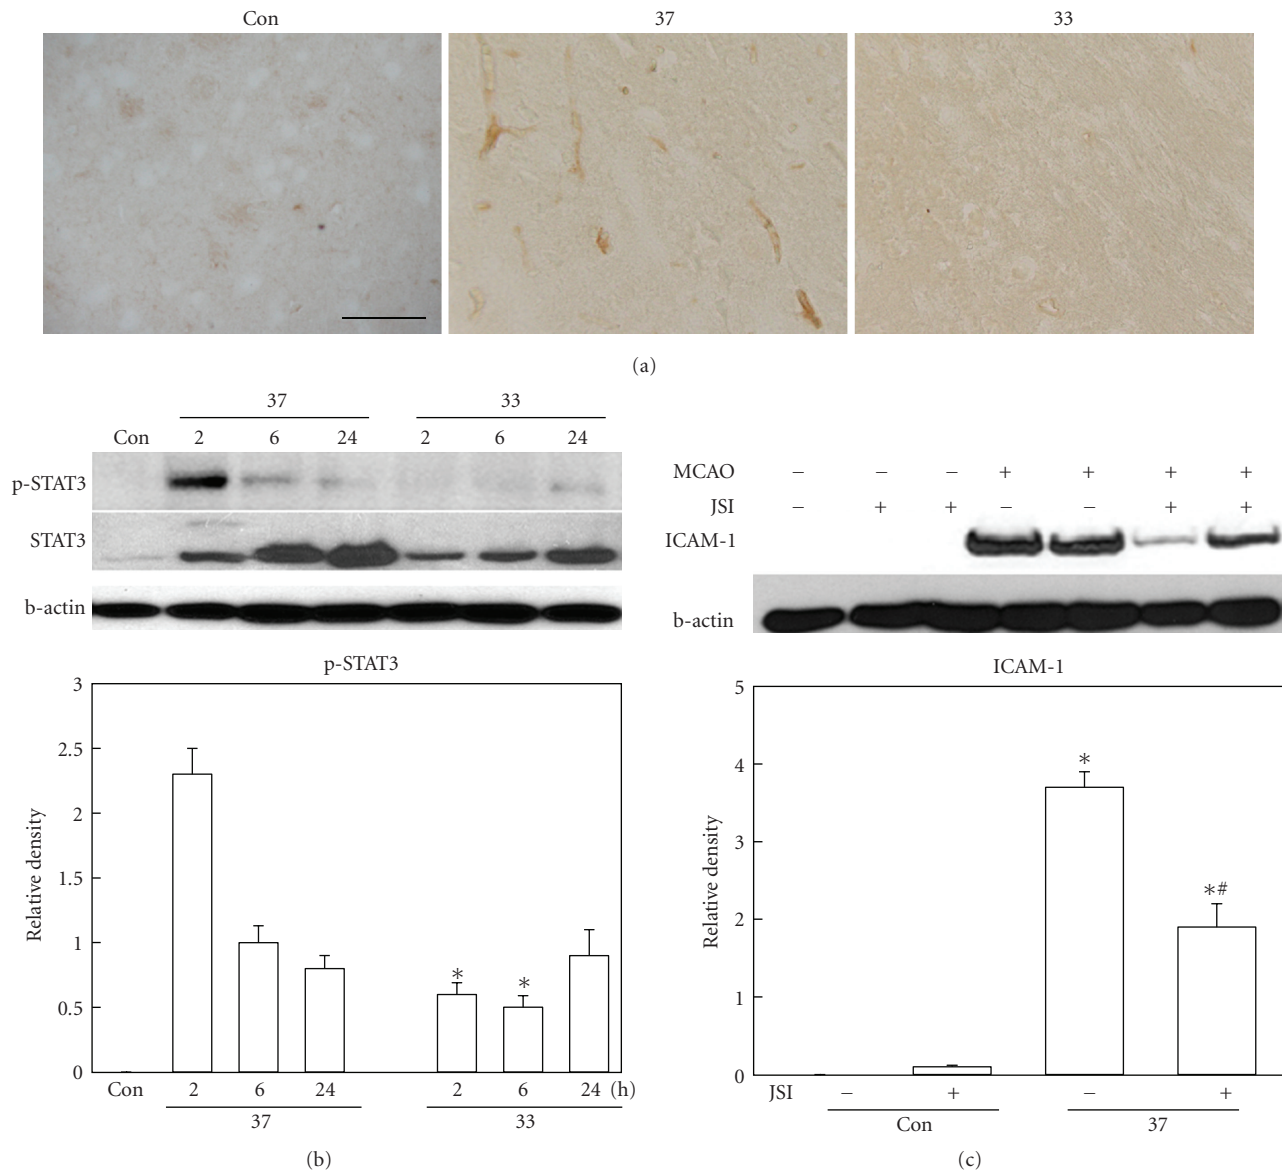 Con 37 33
(a)
37 33
Con 2 6 24 2 6 24
p-STAT3
STAT3
b-actin
p-STAT3
3
2.5
2
1.5
1
0.5
0
Relative density
* *
Con 2 6 24 2 6 24 (h)
37 33
(b)
MCAO − − − + + + +
JSI − + + − − + +
ICAM-1
b-actin
ICAM-1
5
4
3
2
1
0
Relative density
*
*#
JSI − + − +
Con 37
(c)